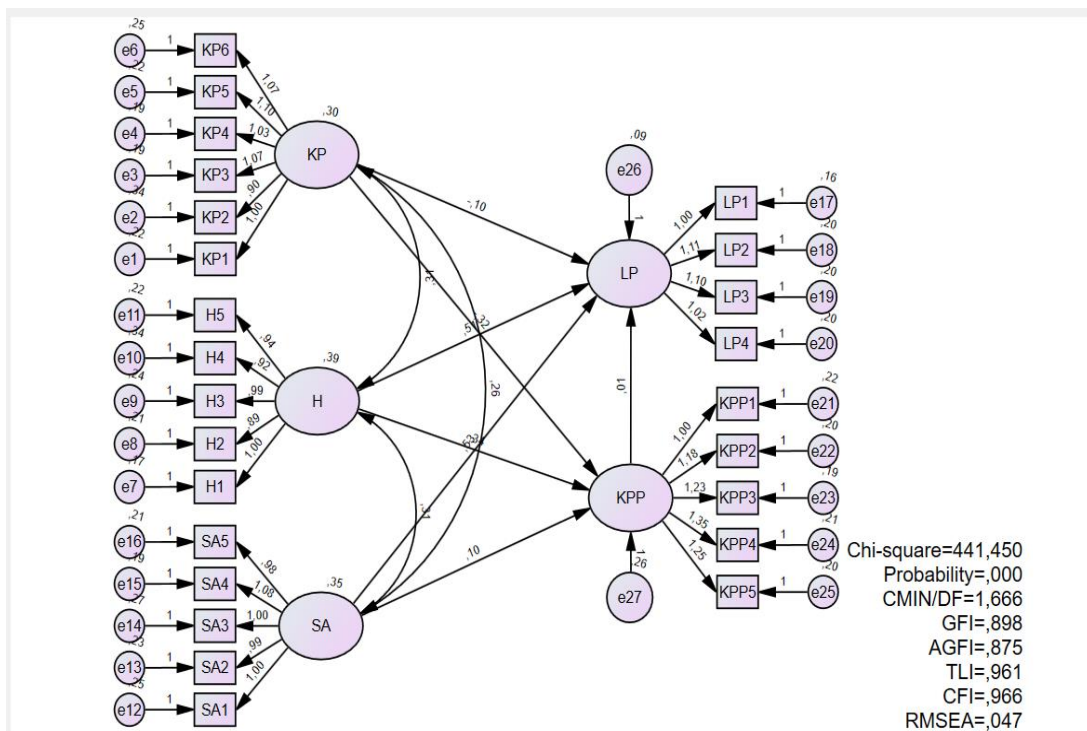 ,25
e6 1 KP6
,22
e5 1 KP5
,19
e4 1 KP4
,19
e3 1 KP3
,34
e2 1 KP2
,22
e1 1 KP1
1,07
1,10
1,03
1,07
,90
1,00
,30
KP
,22
e11 1 H5
,34
e10 1 H4
,24
e9 1 H3
,21
e8 1 H2
,17
e7 1 H1
,94
,92
,99
,89
1,00
,39
H
,21
e16 1 SA5
,19
e15 1 SA4
,27
e14 1 SA3
,23
e13 1 SA2
,25
e12 1 SA1
,98
1,08
1,00
,99
1,00
,35
SA
-,10
,31
,32
,26
,31
,10
,01
,09
e26
1
LP
1,00
1,11
1,10
1,02
,16
LP1 1 e17
,20
LP2 1 e18
,20
LP3 1 e19
,20
LP4 1 e20
KPP
1
,26
e27
1,00
1,18
1,23
1,35
1,25
,22
KPP1 1 e21
,20
KPP2 1 e22
,19
KPP3 1 e23
,21
KPP4 1 e24
,20
KPP5 1 e25
Chi-square=441,450
Probability=,000
CMIN/DF=1,666
GFI=,898
AGFI=,875
TLI=,961
CFI=,966
RMSEA=,047